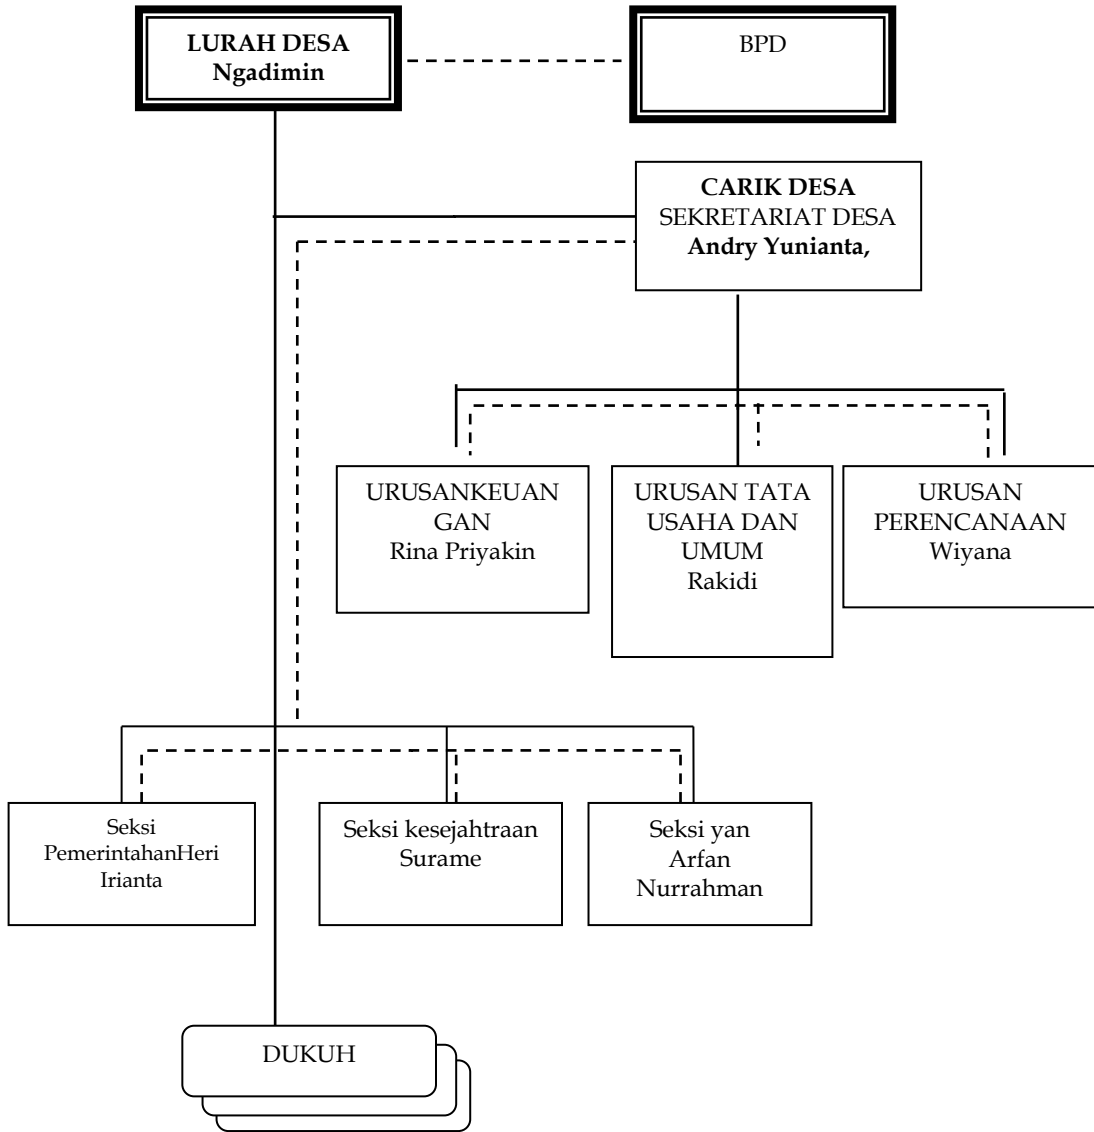 LURAH DESA
Ngadimin
BPD
CARIK DESA
SEKRETARIAT DESA
Andry Yunianta,
URUSANKEUAN
GAN
Rina Priyakin
URUSAN TATA
USAHA DAN
UMUM
Rakidi
URUSAN
PERENCANAAN
Wiyana
Seksi
PemerintahanHeri
Irianta
Seksi kesejahtraan
Surame
Seksi yan
Arfan
Nurrahman
DUKUH